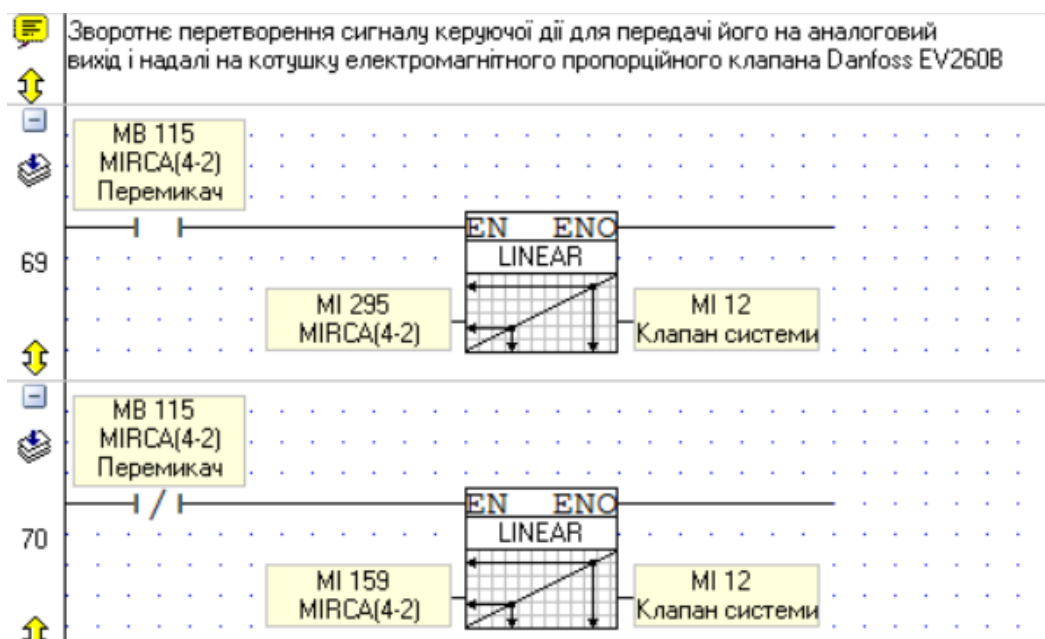 Зворотнє перетворення сигналу керуючої дії для передачі його на аналоговий
вихід і надалі на котушку електромагнітного пропорційного клапана Danfoss EV260B
MB 115
MIRCA(4-2)
Перемикач
69
EN ENO
LINEAR
MI 295
MIRCA(4-2)
MI 12
Клапан системи
MB 115
MIRCA(4-2)
Перемикач
70
EN ENO
LINEAR
MI 159
MIRCA(4-2)
MI 12
Клапан системи